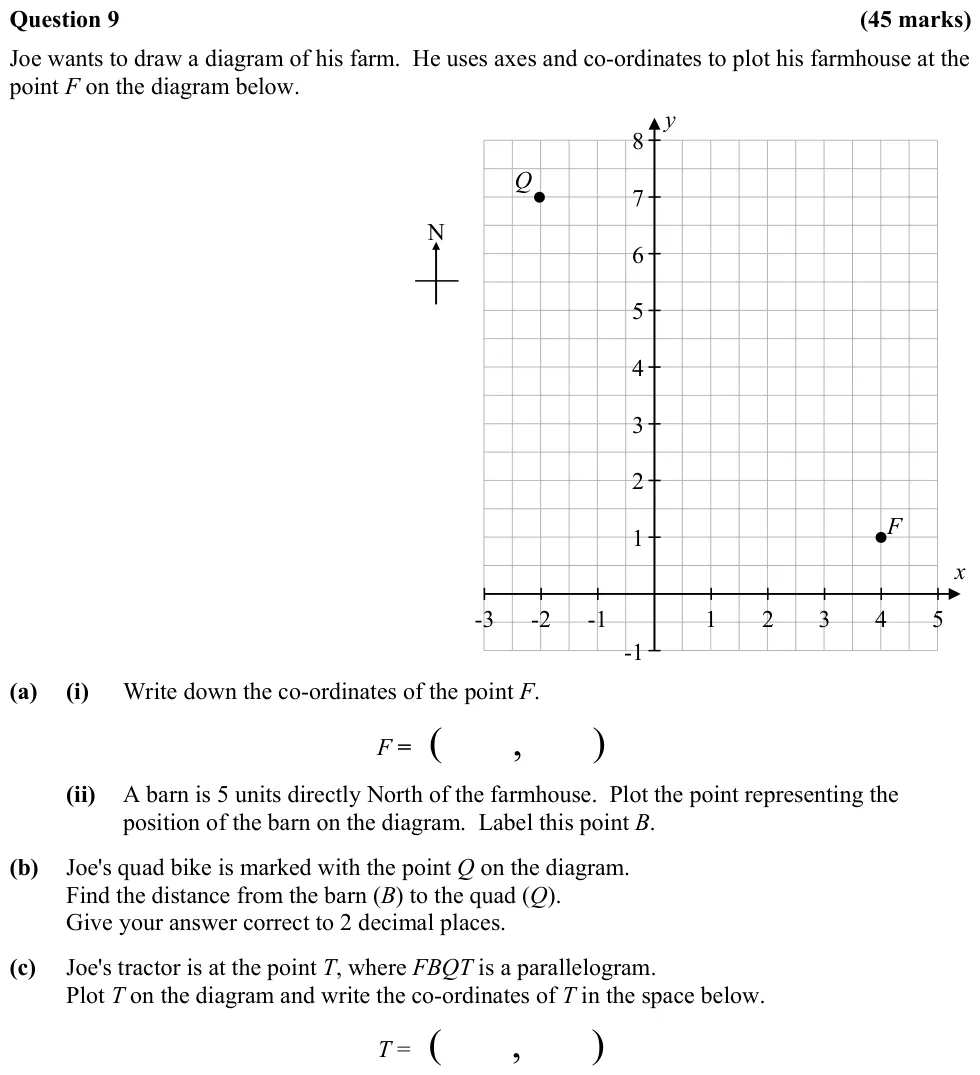 Question 9 (45 marks)
Joe wants to draw a diagram of his farm. He uses axes and co-ordinates to plot his farmhouse at the
point F on the diagram below.
y
8
Q
7
N
6
5
4
3
2
F
1
x
-3 -2 -1 1 2 3 4 5
-1
(a) (i) Write down the co-ordinates of the point F.
F = ( , )
(ii) A barn is 5 units directly North of the farmhouse. Plot the point representing the
position of the barn on the diagram. Label this point B.
(b) Joe's quad bike is marked with the point Q on the diagram.
Find the distance from the barn (B) to the quad (Q).
Give your answer correct to 2 decimal places.
(c) Joe's tractor is at the point T, where FBQT is a parallelogram.
Plot T on the diagram and write the co-ordinates of T in the space below.
T = ( , )